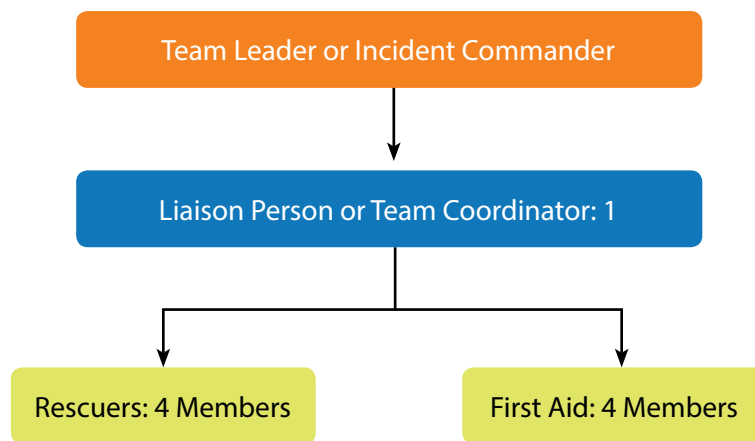 Team Leader or Incident Commander
Liaison Person or Team Coordinator: 1
Rescuers: 4 Members
First Aid: 4 Members